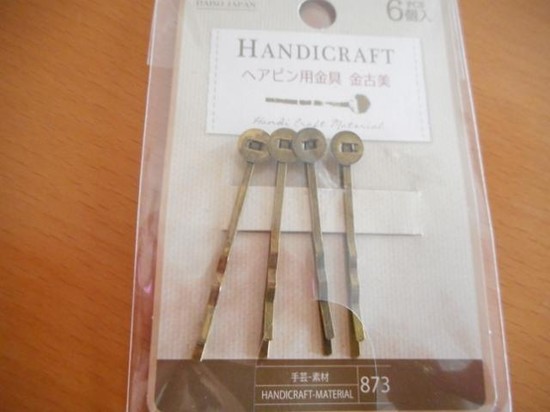 DAISO JAPAN
6 PCS
個入
HANDICRAFT
ヘアピン用金具 金古美
Handi Craft Material
手芸・素材
HANDICRAFT-MATERIAL 873